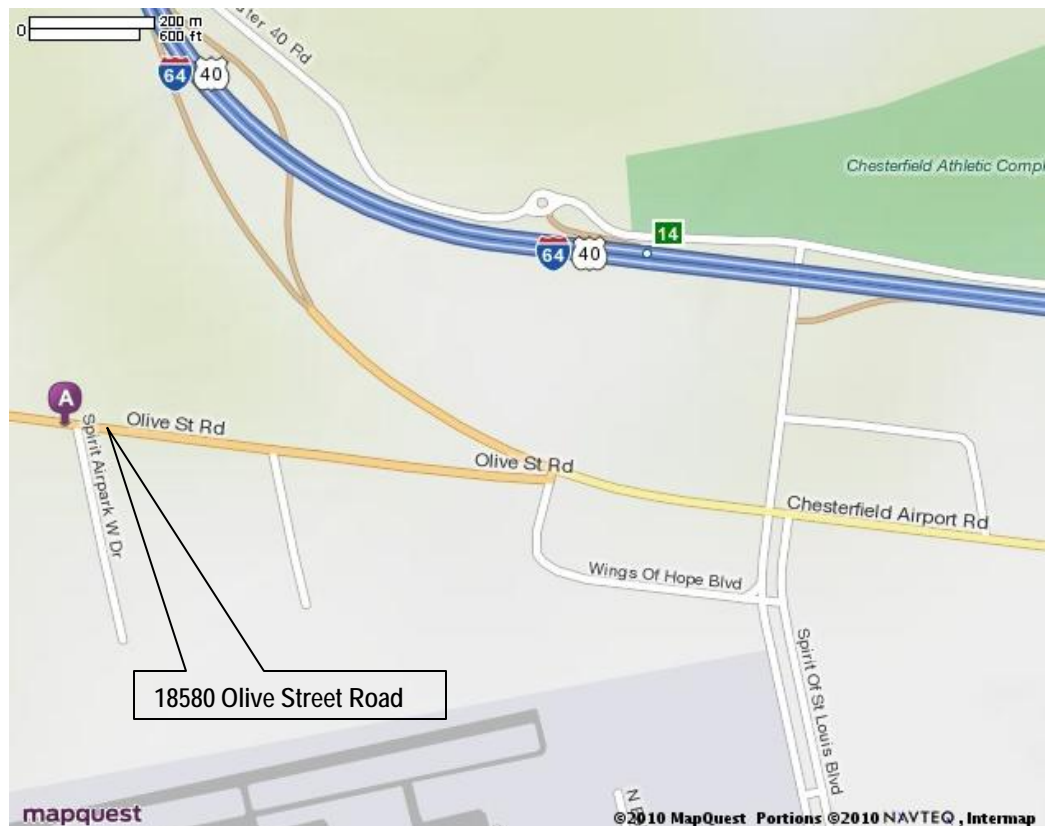 0
200 m
600 ft
ter 40 Rd
64
40
Chesterfield Athletic Compl
14
64
40
A
Olive St Rd
Spirit Airpark W Dr
Olive St Rd
Chesterfield Airport Rd
Wings Of Hope Blvd
Spirit Of St Louis Blvd
18580 Olive Street Road
N
mapquest
©2010 MapQuest Portions ©2010 NAVTEQ , Intermap